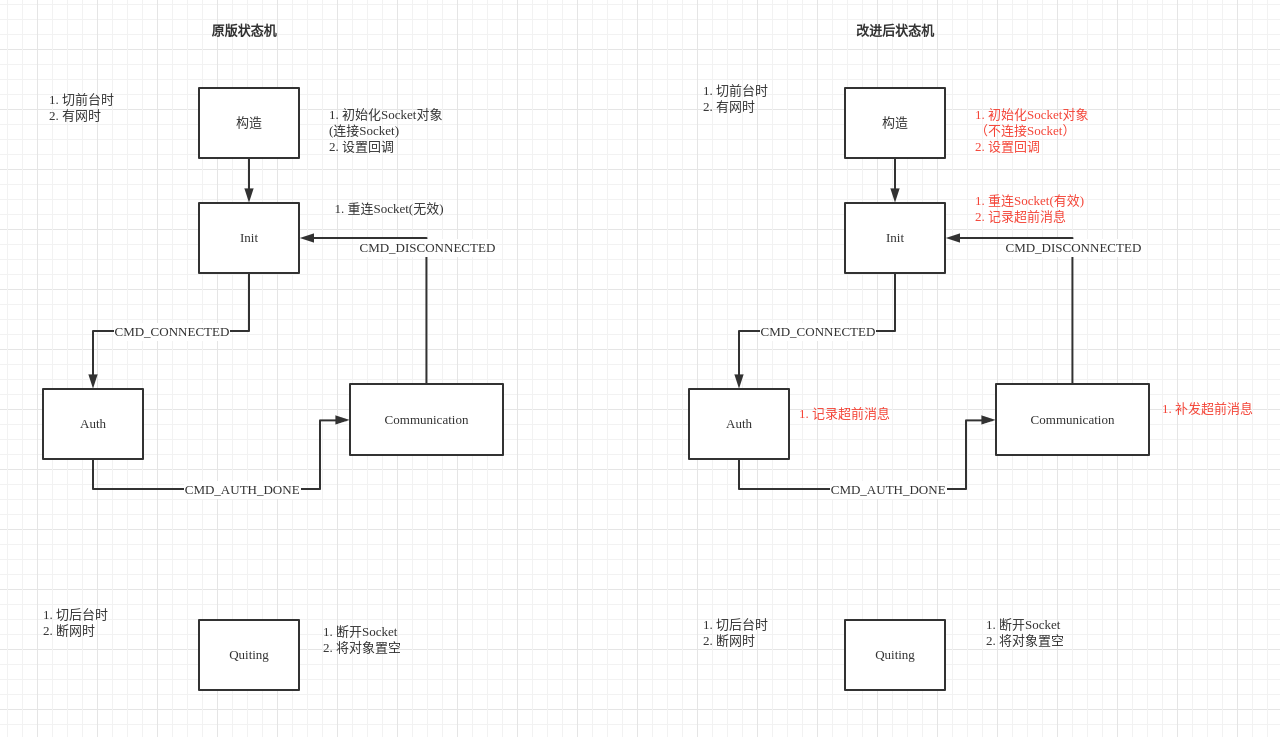 原版状态机
1. 切前台时
2. 有网时
构造
1. 初始化Socket对象
(连接Socket)
2. 设置回调
1. 重连Socket(无效)
Init
CMD_DISCONNECTED
CMD_CONNECTED
Auth
Communication
CMD_AUTH_DONE
1. 切后台时
2. 断网时
Quiting
1. 断开Socket
2. 将对象置空
改进后状态机
1. 切前台时
2. 有网时
构造
1. 初始化Socket对象
（不连接Socket）
2. 设置回调
1. 重连Socket(有效)
2. 记录超前消息
Init
CMD_DISCONNECTED
CMD_CONNECTED
Auth
1. 记录超前消息
Communication
1. 补发超前消息
CMD_AUTH_DONE
1. 切后台时
2. 断网时
Quiting
1. 断开Socket
2. 将对象置空